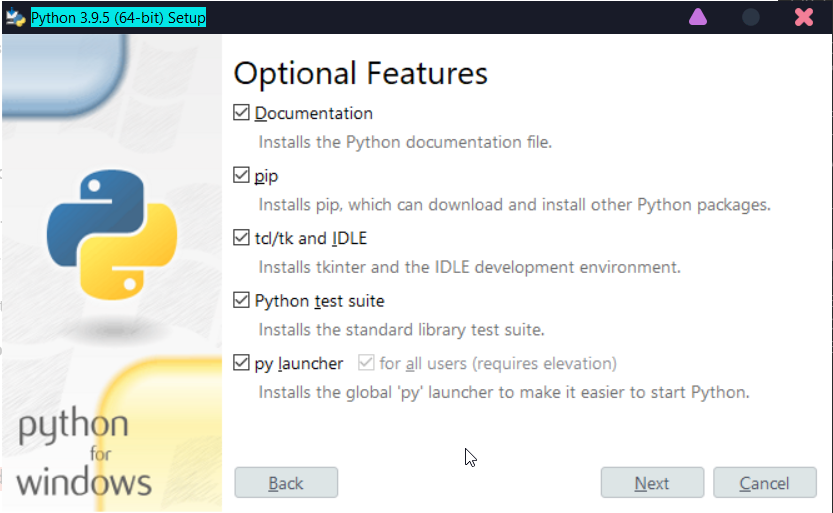 Python 3.9.5 (64-bit) Setup
Optional Features
Documentation
Installs the Python documentation file.
pip
Installs pip, which can download and install other Python packages.
tcl/tk and IDLE
Installs tkinter and the IDLE development environment.
Python test suite
Installs the standard library test suite.
py launcher for all users (requires elevation)
Installs the global 'py' launcher to make it easier to start Python.
python
for
windows
Back Next Cancel